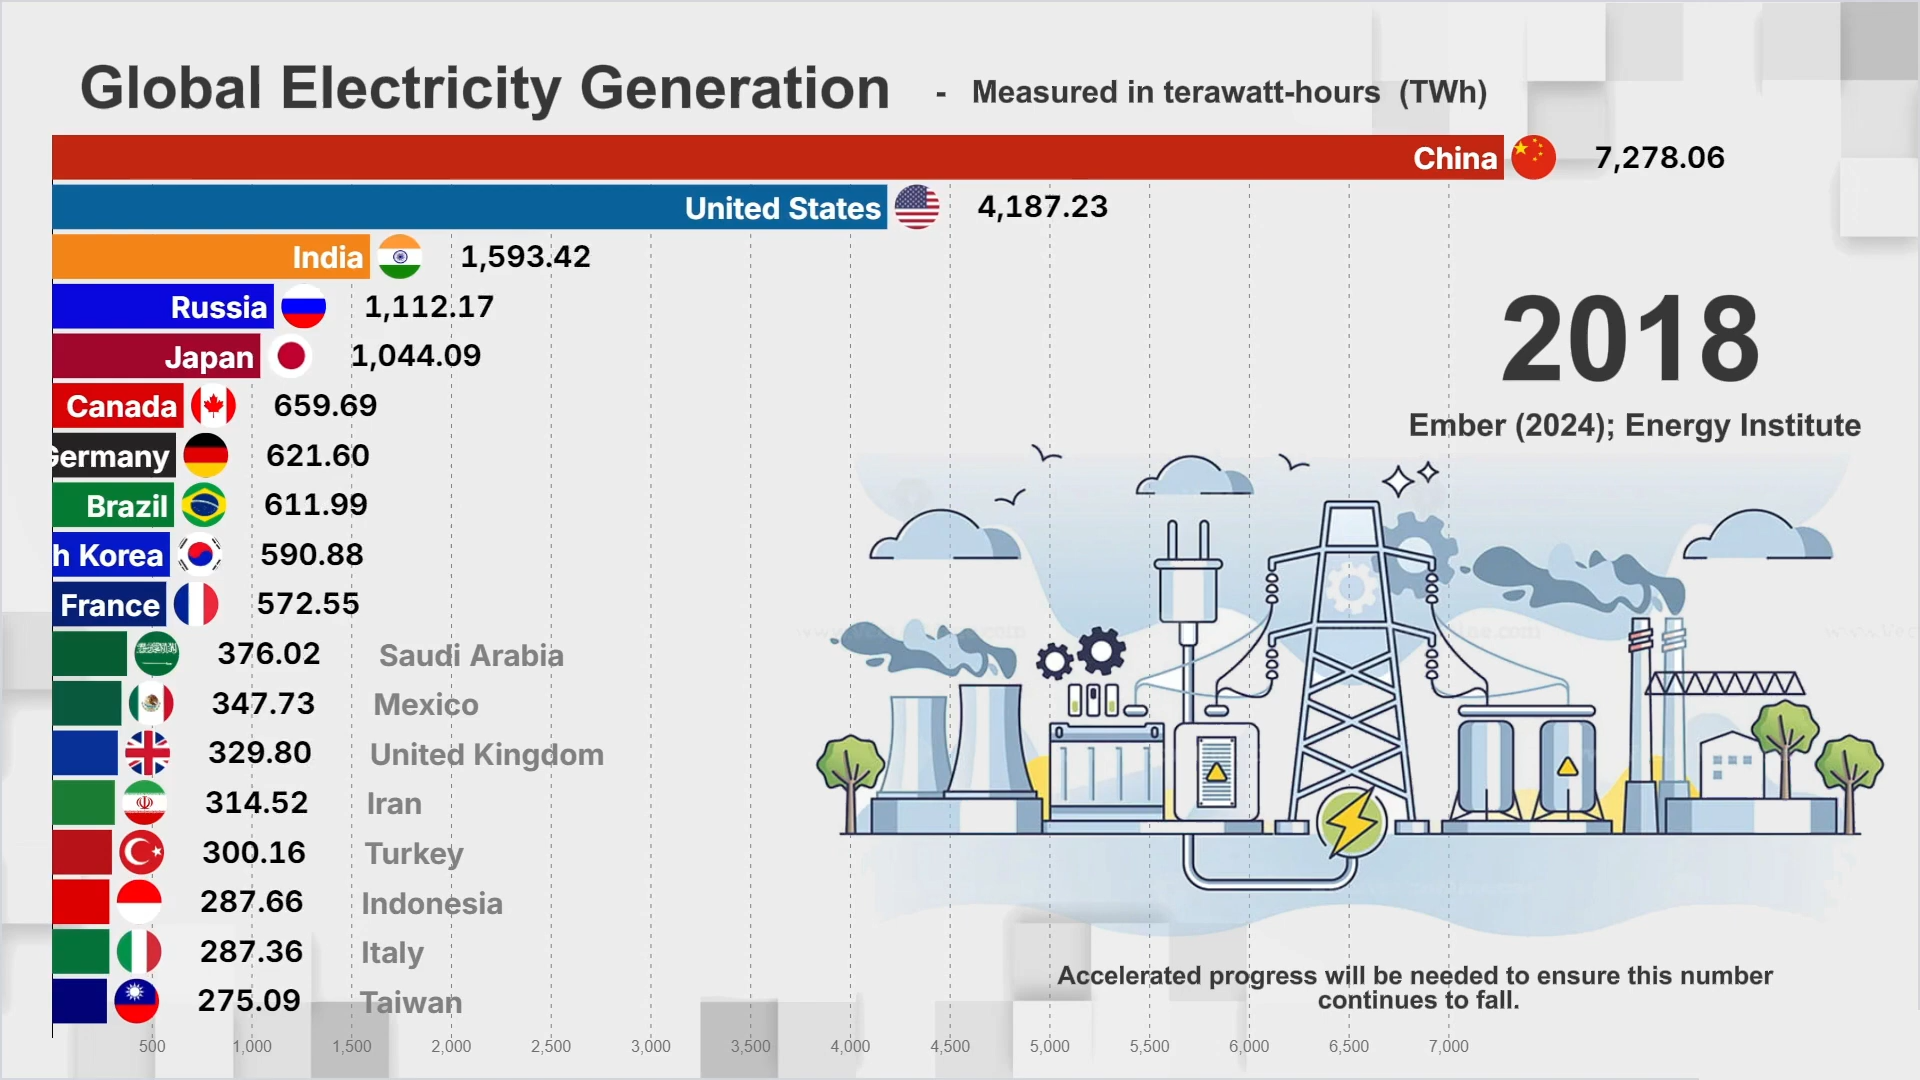 Global Electricity Generation - Measured in terawatt-hours (TWh)
China 7,278.06
United States 4,187.23
India 1,593.42
Russia 1,112.17
Japan 1,044.09
Canada 659.69
Germany 621.60
Brazil 611.99
h Korea 590.88
France 572.55
376.02 Saudi Arabia
347.73 Mexico
329.80 United Kingdom
314.52 Iran
300.16 Turkey
287.66 Indonesia
287.36 Italy
275.09 Taiwan
2018
Ember (2024); Energy Institute
Accelerated progress will be needed to ensure this number
continues to fall.
500 1,000 1,500 2,000 2,500 3,000 3,500 4,000 4,500 5,000 5,500 6,000 6,500 7,000